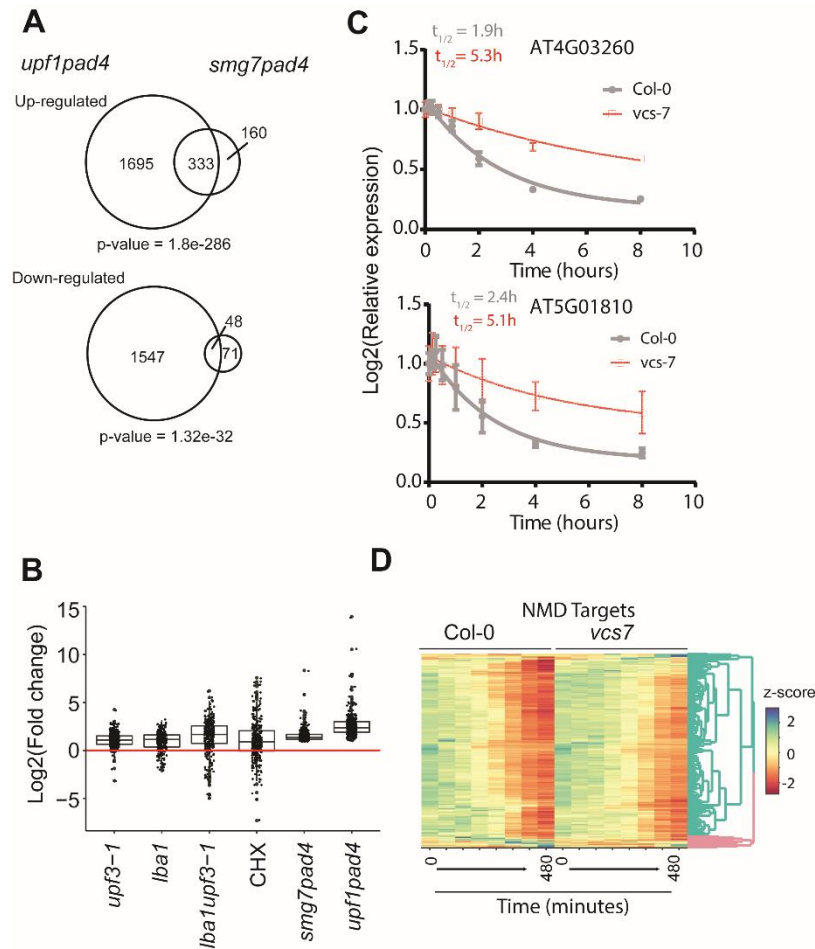 A
upf1pad4
smg7pad4
Up-regulated
160
1695
333
p-value = 1.8e-286
Down-regulated
48
1547
71
p-value = 1.32e-32
C
t1/2 = 1.9h
t1/2 = 5.3h
AT4G03260
1.5
1.0
0.5
0.0
Col-0
vcs-7
0 2 4 6 8 10
Time (hours)
Log2(Relative expression)
t1/2 = 2.4h
t1/2 = 5.1h
AT5G01810
1.5
1.0
0.5
0.0
Col-0
vcs-7
0 2 4 6 8 10
Time (hours)
B
Log2(Fold change)
15
10
5
0
−5
upf3−1
lba1
lba1upf3−1
CHX
smg7pad4
upf1pad4
D
NMD Targets
Col-0
vcs7
z-score
2
0
-2
0
480
0
480
Time (minutes)